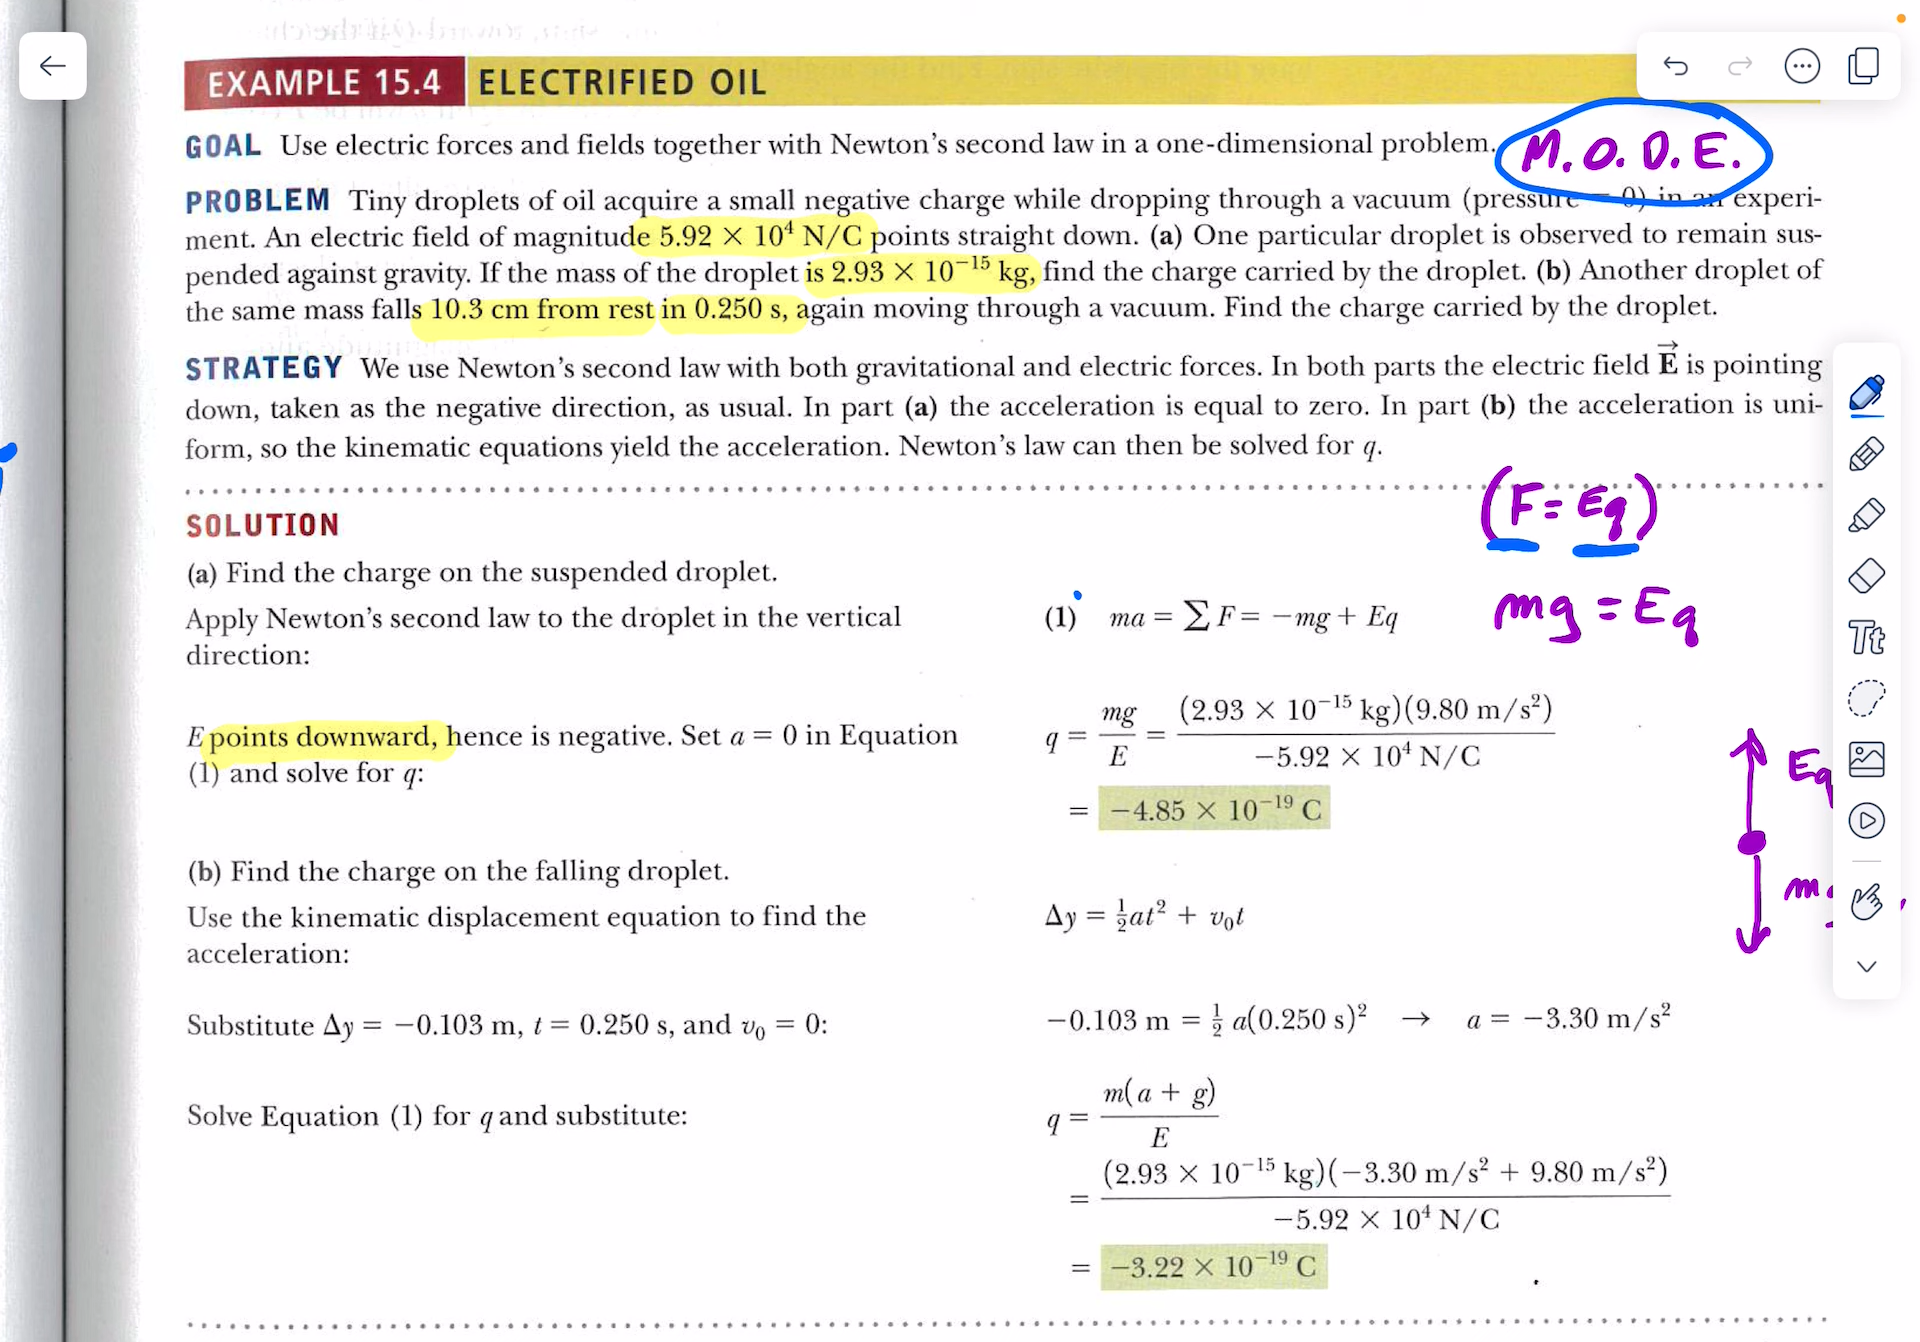 EXAMPLE 15.4 ELECTRIFIED OIL
GOAL Use electric forces and fields together with Newton's second law in a one-dimensional problem.
M.O.D.E.
PROBLEM Tiny droplets of oil acquire a small negative charge while dropping through a vacuum (pressure = 0) in an experi-
ment. An electric field of magnitude 5.92 × 10⁴ N/C points straight down. (a) One particular droplet is observed to remain sus-
pended against gravity. If the mass of the droplet is 2.93 × 10⁻¹⁵ kg, find the charge carried by the droplet. (b) Another droplet of
the same mass falls 10.3 cm from rest in 0.250 s, again moving through a vacuum. Find the charge carried by the droplet.
STRATEGY We use Newton's second law with both gravitational and electric forces. In both parts the electric field E⃗ is pointing
down, taken as the negative direction, as usual. In part (a) the acceleration is equal to zero. In part (b) the acceleration is uni-
form, so the kinematic equations yield the acceleration. Newton's law can then be solved for q.
(F = Eq)
SOLUTION
(a) Find the charge on the suspended droplet.
Apply Newton's second law to the droplet in the vertical
direction:
(1) ma = ∑ F = −mg + Eq
mg = Eq
E points downward, hence is negative. Set a = 0 in Equation
(1) and solve for q:
q = mg/E = (2.93 × 10⁻¹⁵ kg)(9.80 m/s²)/−5.92 × 10⁴ N/C
= −4.85 × 10⁻¹⁹ C
Eq
(b) Find the charge on the falling droplet.
Use the kinematic displacement equation to find the
acceleration:
Δy = ½at² + v₀t
Substitute Δy = −0.103 m, t = 0.250 s, and v₀ = 0:
−0.103 m = ½ a(0.250 s)² → a = −3.30 m/s²
Solve Equation (1) for q and substitute:
q = m(a + g)/E
= (2.93 × 10⁻¹⁵ kg)(−3.30 m/s² + 9.80 m/s²)/−5.92 × 10⁴ N/C
= −3.22 × 10⁻¹⁹ C
Tt